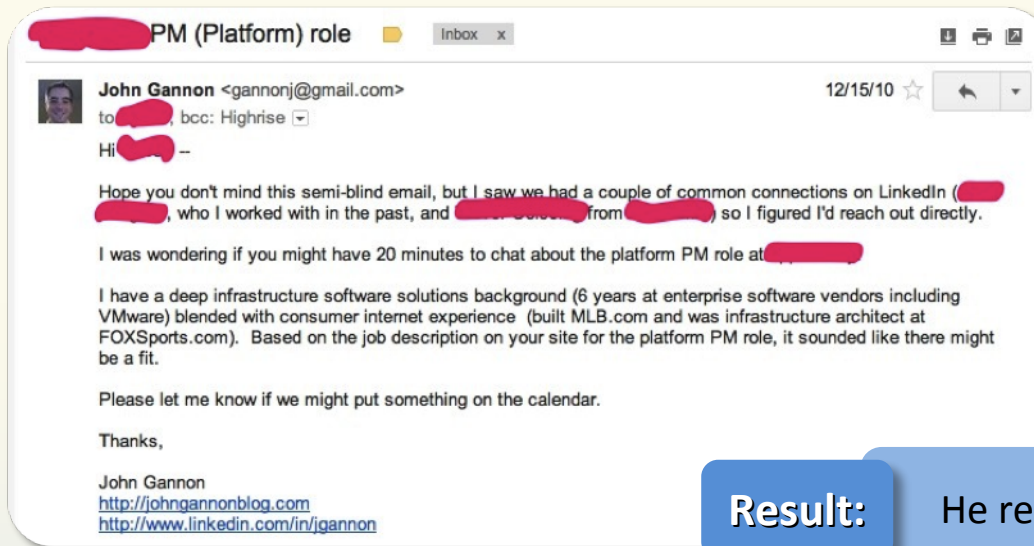 PM (Platform) role Inbox x
John Gannon <gannonj@gmail.com> 12/15/10
to , bcc: Highrise
Hi --
Hope you don't mind this semi-blind email, but I saw we had a couple of common connections on LinkedIn (
, who I worked with in the past, and from ) so I figured I'd reach out directly.
I was wondering if you might have 20 minutes to chat about the platform PM role at
I have a deep infrastructure software solutions background (6 years at enterprise software vendors including
VMware) blended with consumer internet experience (built MLB.com and was infrastructure architect at
FOXSports.com). Based on the job description on your site for the platform PM role, it sounded like there might
be a fit.
Please let me know if we might put something on the calendar.
Thanks,
John Gannon
http://johngannonblog.com
http://www.linkedin.com/in/jgannon
Result: He re